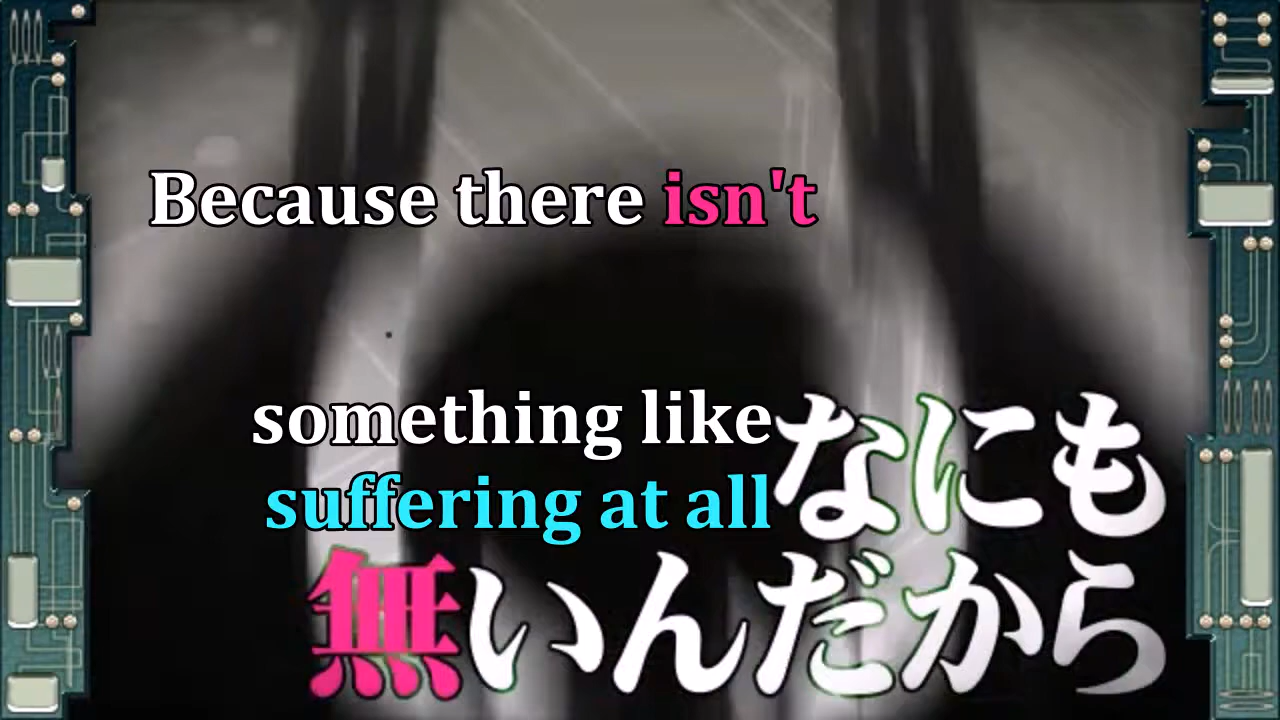 Because there isn't
something like
suffering at all
なにも
無いんだから